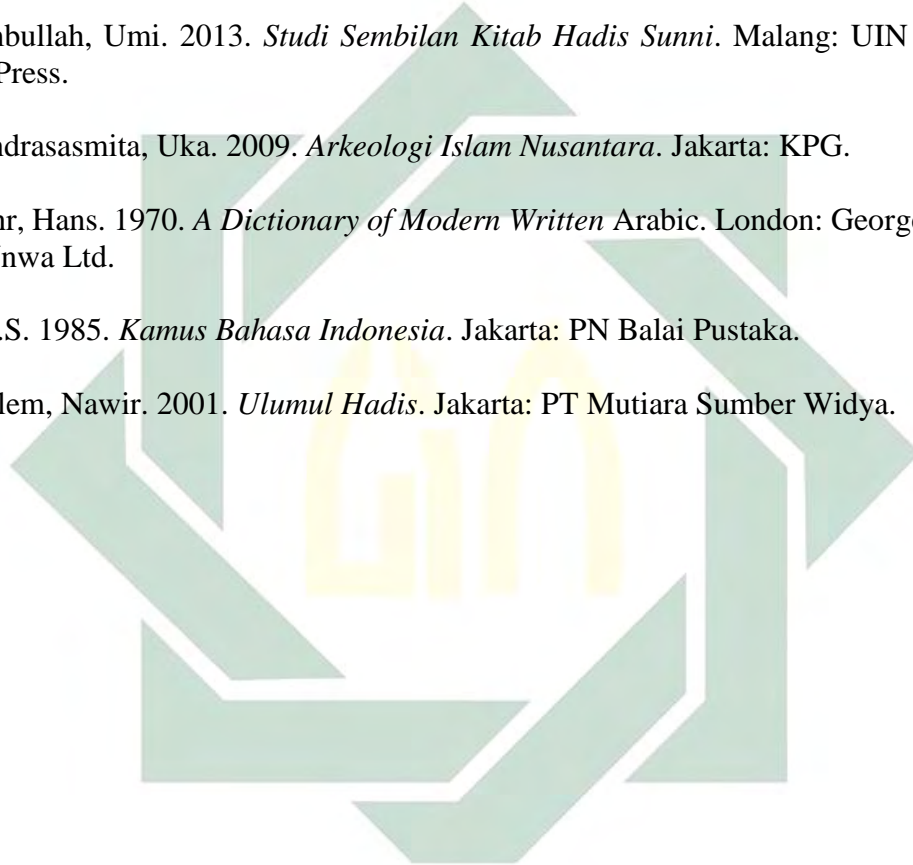 nbullah, Umi. 2013. Studi Sembilan Kitab Hadis Sunni. Malang: UIN
Press.
ndrasasmita, Uka. 2009. Arkeologi Islam Nusantara. Jakarta: KPG.
hr, Hans. 1970. A Dictionary of Modern Written Arabic. London: George
Unwa Ltd.
.S. 1985. Kamus Bahasa Indonesia. Jakarta: PN Balai Pustaka.
lem, Nawir. 2001. Ulumul Hadis. Jakarta: PT Mutiara Sumber Widya.